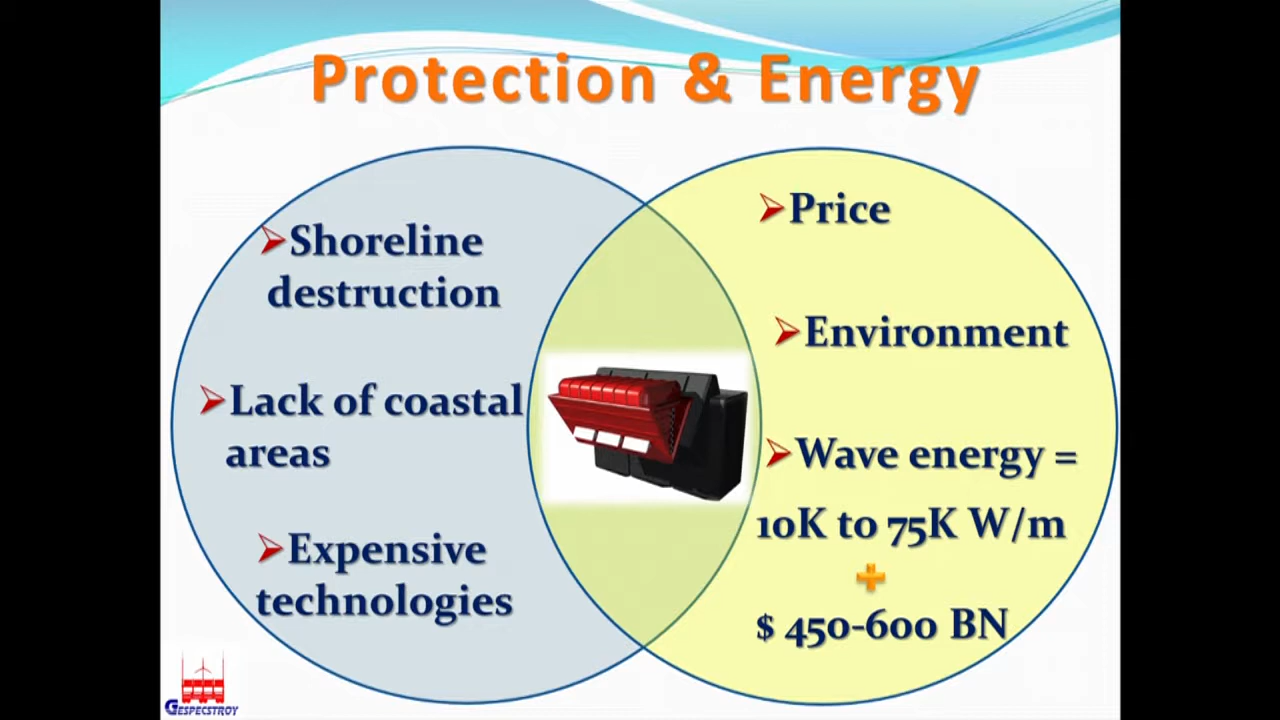 Protection & Energy
Shoreline
destruction
Lack of coastal
areas
Expensive
technologies
Price
Environment
Wave energy =
10K to 75K W/m
+
$ 450-600 BN
GESPECSTROY